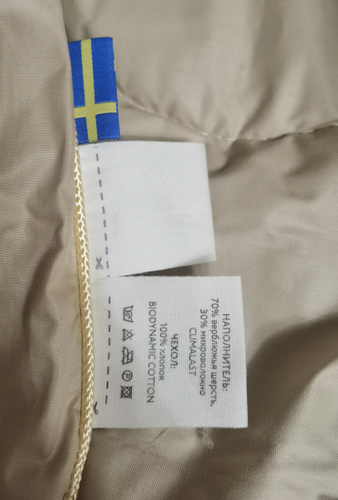 НАПОЛНИТЕЛЬ:
70% верблюжья шерсть,
30% микроволокно
CLIMALAST
ЧЕХОЛ:
100% хлопок
BIODYNAMIC COTTON